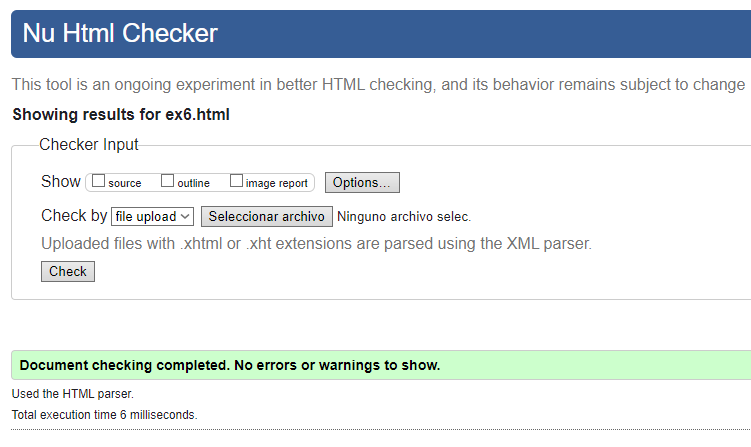 Nu Html Checker
This tool is an ongoing experiment in better HTML checking, and its behavior remains subject to change
Showing results for ex6.html
Checker Input
Show source outline image report Options...
Check by file upload Seleccionar archivo Ninguno archivo selec.
Uploaded files with .xhtml or .xht extensions are parsed using the XML parser.
Check
Document checking completed. No errors or warnings to show.
Used the HTML parser.
Total execution time 6 milliseconds.